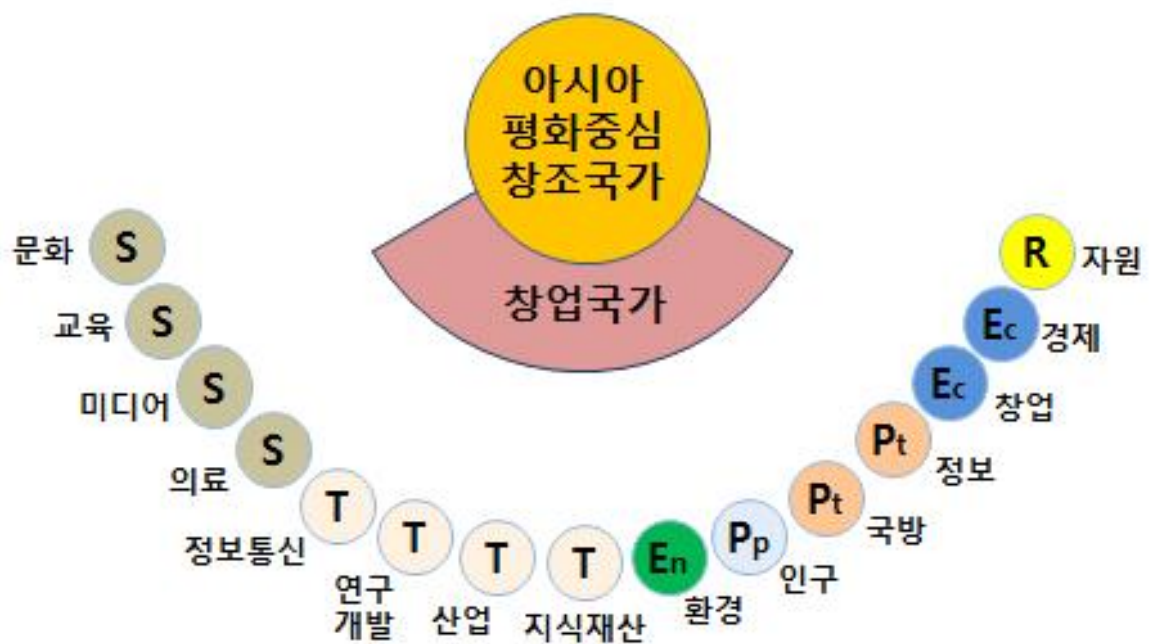 아시아
평화중심
창조국가
창업국가
문화 S
교육 S
미디어 S
의료 S
T
정보통신
T
연구
개발
T
산업
T
지식재산
En
환경
Pp
인구
Pt
국방
Pt
정보
Ec
창업
Ec
경제
R 자원